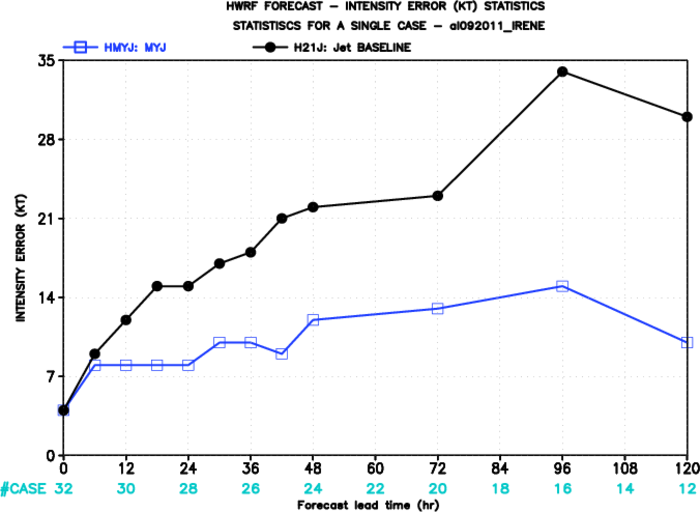 HWRF FORECAST – INTENSITY ERROR (KT) STATISTICS
STATISTISCS FOR A SINGLE CASE – al092011_IRENE
HMYJ: MYJ H21J: Jet BASELINE
35
28
21
14
7
0
INTENSITY ERROR (KT)
0 12 24 36 48 60 72 84 96 108 120
#CASE 32 30 28 26 24 22 20 18 16 14 12
Forecast lead time (hr)